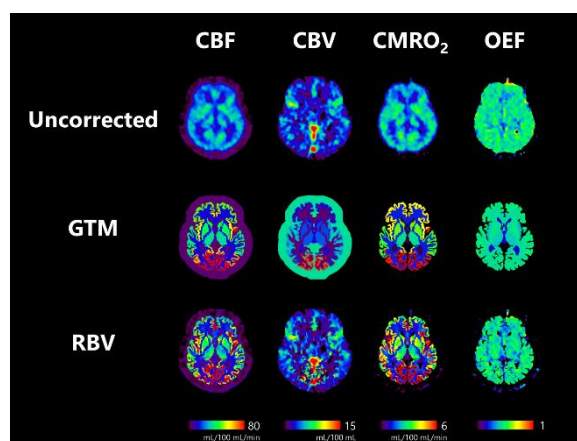 CBF CBV CMRO₂ OEF
Uncorrected
GTM
RBV
80 15 6 1
mL/100 mL/min mL/100 mL mL/100 mL/min